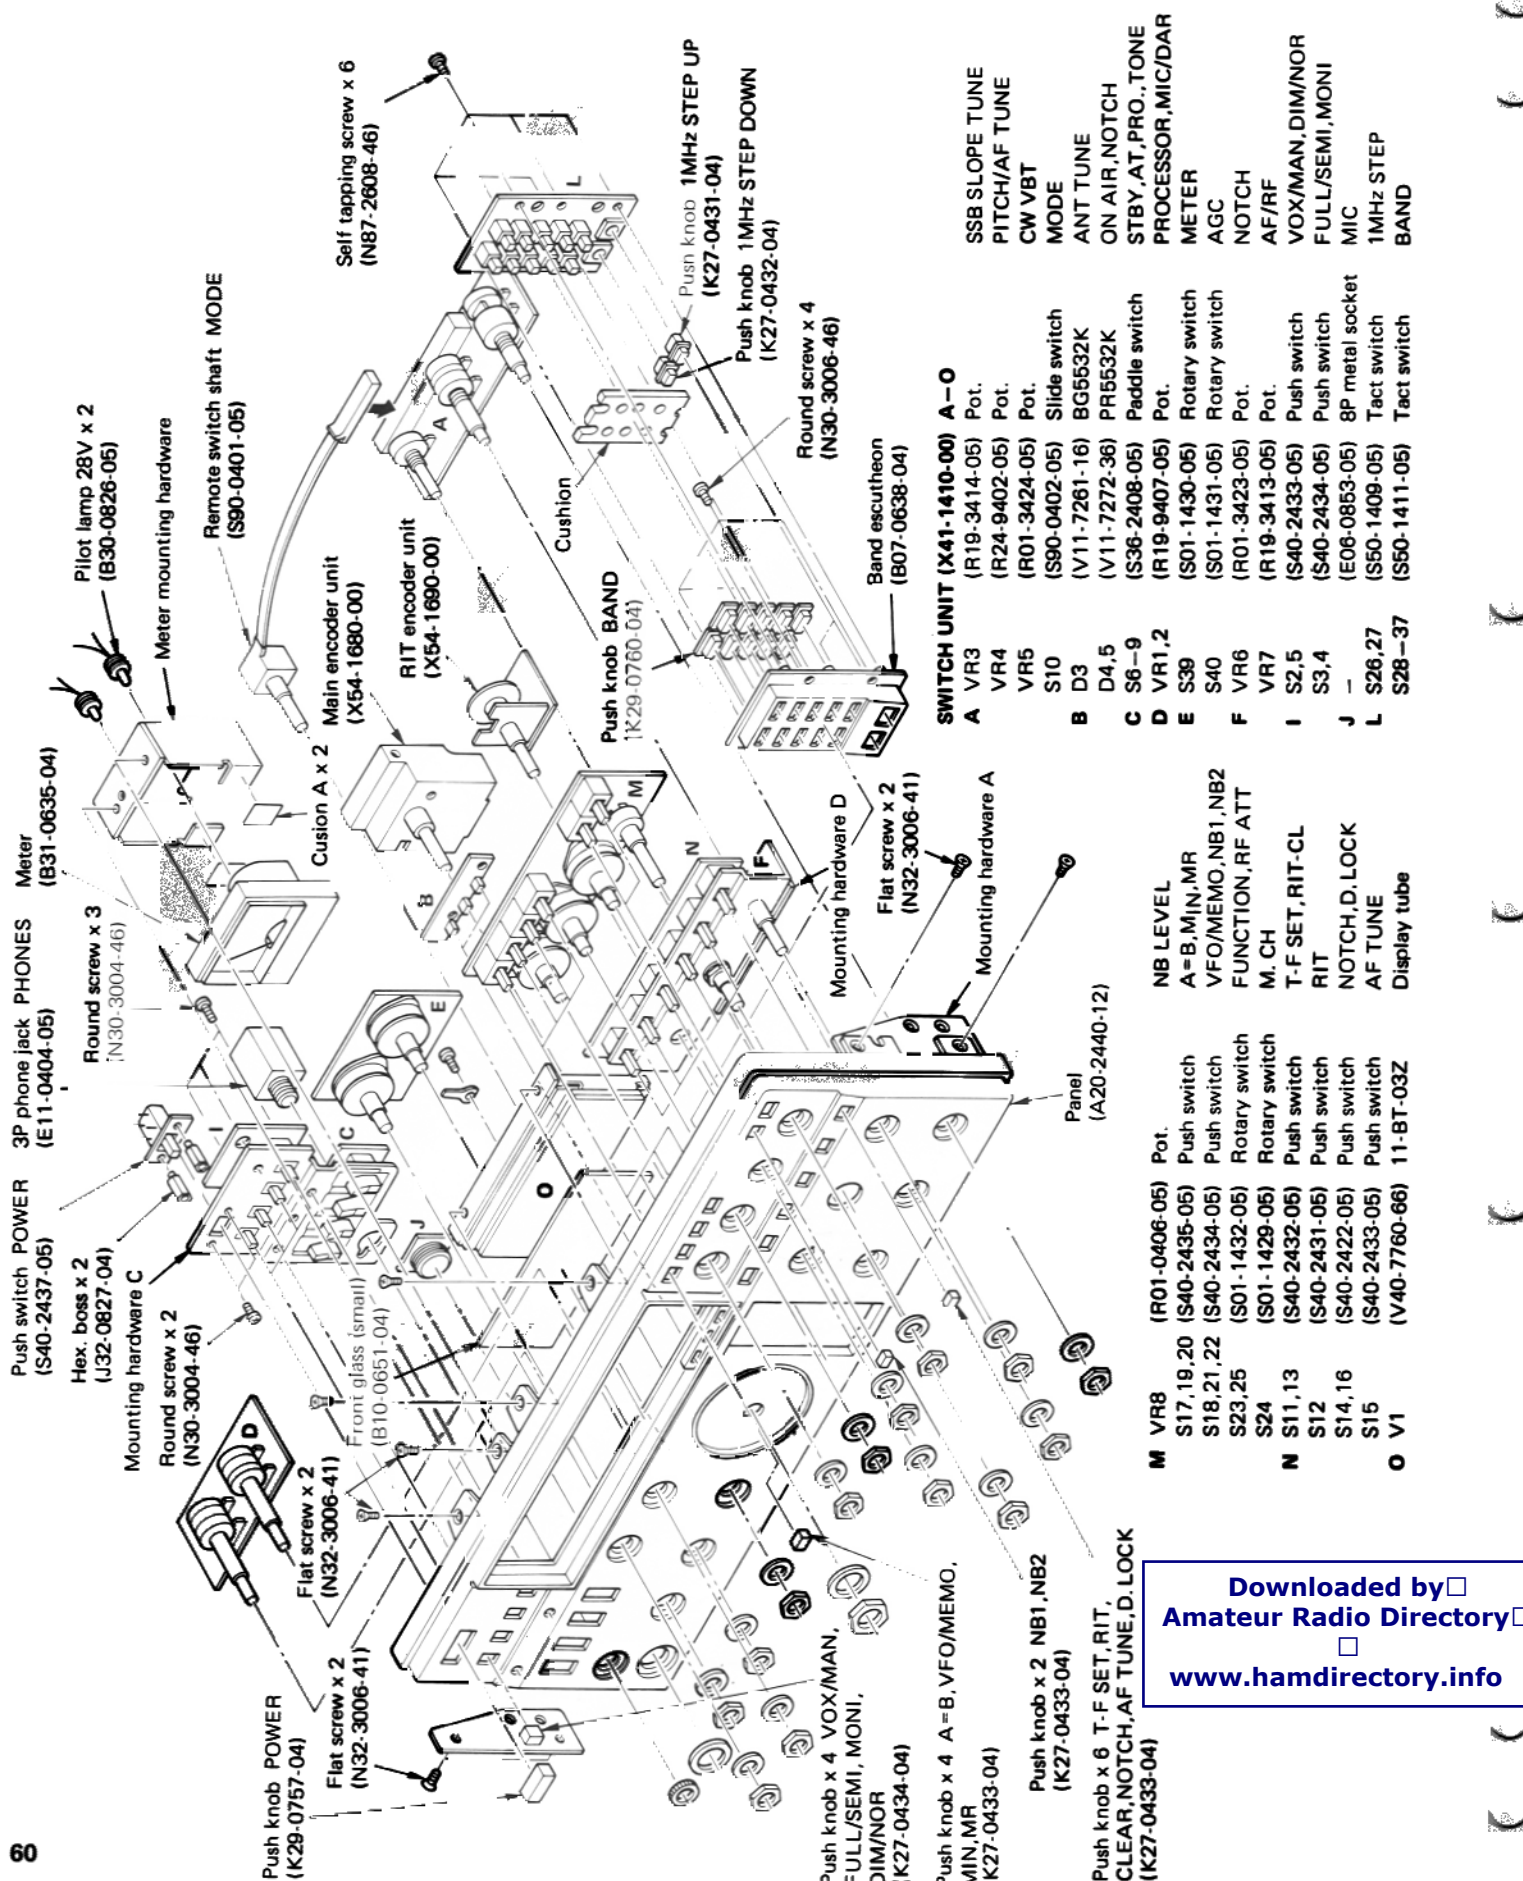 60
Push switch POWER
(S40-2437-05)
3P phone jack PHONES
(E11-0404-05)
Meter
(B31-0635-04)
Pilot lamp 28V x 2
(B30-0826-05)
Meter mounting hardware
Remote switch shaft MODE
(S90-0401-05)
Self tapping screw x 6
(N87-2608-46)
Hex. boss x 2
(J32-0827-04)
Round screw x 3
(N30-3004-46)
Cusion A x 2
Main encoder unit
(X54-1680-00)
RIT encoder unit
(X54-1690-00)
Mounting hardware C
Round screw x 2
(N30-3004-46)
Front glass (small)
(B10-0651-04)
Flat screw x 2
(N32-3006-41)
Flat screw x 2
(N32-3006-41)
Push knob POWER
(K29-0757-04)
Push knob BAND
(K29-0760-04)
Cushion
Push knob 1MHz STEP UP
(K27-0431-04)
Push knob 1MHz STEP DOWN
(K27-0432-04)
Round screw x 4
(N30-3006-46)
Band escutheon
(B07-0638-04)
Mounting hardware D
Flat screw x 2
(N32-3006-41)
Mounting hardware A
Panel
(A20-2440-12)
A
B
C
D
E
F
I
J
L
M
N
O
Push knob x 4 VOX/MAN,
FULL/SEMI, MONI,
DIM/NOR
(K27-0434-04)
Push knob x 4 A=B,VFO/MEMO,
MIN,MR
K27-0433-04)
Push knob x 2 NB1,NB2
(K27-0433-04)
Push knob x 6 T-F SET,RIT,
CLEAR,NOTCH,AF TUNE,D.LOCK
(K27-0433-04)
SWITCH UNIT (X41-1410-00) A–O
A VR3 (R19-3414-05) Pot. SSB SLOPE TUNE
VR4 (R24-9402-05) Pot. PITCH/AF TUNE
VR5 (R01-3424-05) Pot. CW VBT
S10 (S90-0402-05) Slide switch MODE
B D3 (V11-7261-16) BG5532K ANT TUNE
D4,5 (V11-7272-36) PR5532K ON AIR,NOTCH
C S6–9 (S36-2408-05) Paddle switch STBY,AT,PRO.,TONE
D VR1,2 (R19-9407-05) Pot. PROCESSOR,MIC/DAR
E S39 (S01-1430-05) Rotary switch METER
S40 (S01-1431-05) Rotary switch AGC
F VR6 (R01-3423-05) Pot. NOTCH
VR7 (R19-3413-05) Pot. AF/RF
I S2,5 (S40-2433-05) Push switch VOX/MAN,DIM/NOR
S3,4 (S40-2434-05) Push switch FULL/SEMI,MONI
J – (E06-0853-05) 8P metal socket MIC
L S26,27 (S50-1409-05) Tact switch 1MHz STEP
S28–37 (S50-1411-05) Tact switch BAND
M VR8 (R01-0406-05) Pot. NB LEVEL
S17,19,20 (S40-2435-05) Push switch A=B,MIN,MR
S18,21,22 (S40-2434-05) Push switch VFO/MEMO,NB1,NB2
S23,25 (S01-1432-05) Rotary switch FUNCTION,RF ATT
S24 (S01-1429-05) Rotary switch M. CH
N S11,13 (S40-2432-05) Push switch T-F SET,RIT-CL
S12 (S40-2431-05) Push switch RIT
S14,16 (S40-2422-05) Push switch NOTCH,D.LOCK
S15 (S40-2433-05) Push switch AF TUNE
O V1 (V40-7760-66) 11-BT-03Z Display tube
Downloaded by□
Amateur Radio Directory□
□
www.hamdirectory.info